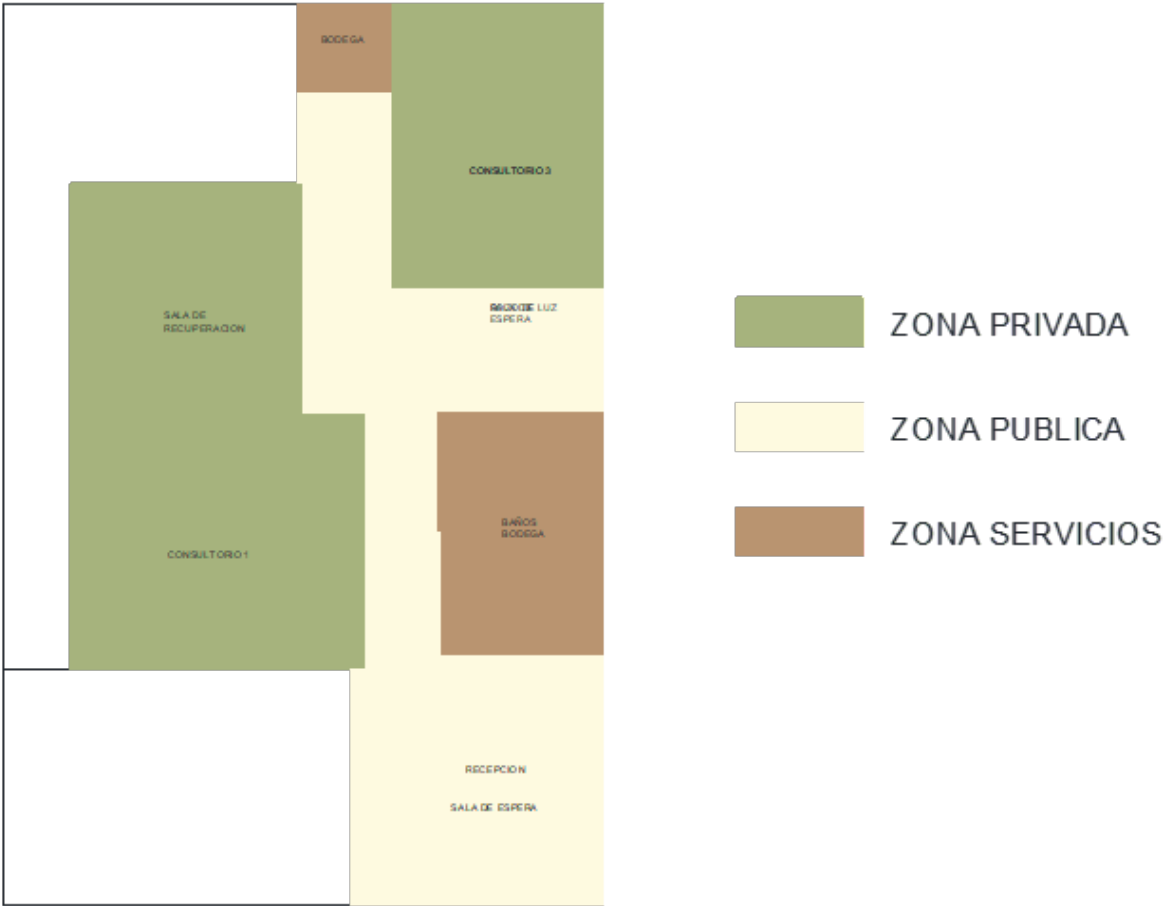 BODEGA
CONSULTORIO 3
SALA DE
RECUPERACION
LUZ
ESPERA
BAÑOS
BODEGA
CONSULTORIO 1
RECEPCION
SALA DE ESPERA
ZONA PRIVADA
ZONA PUBLICA
ZONA SERVICIOS